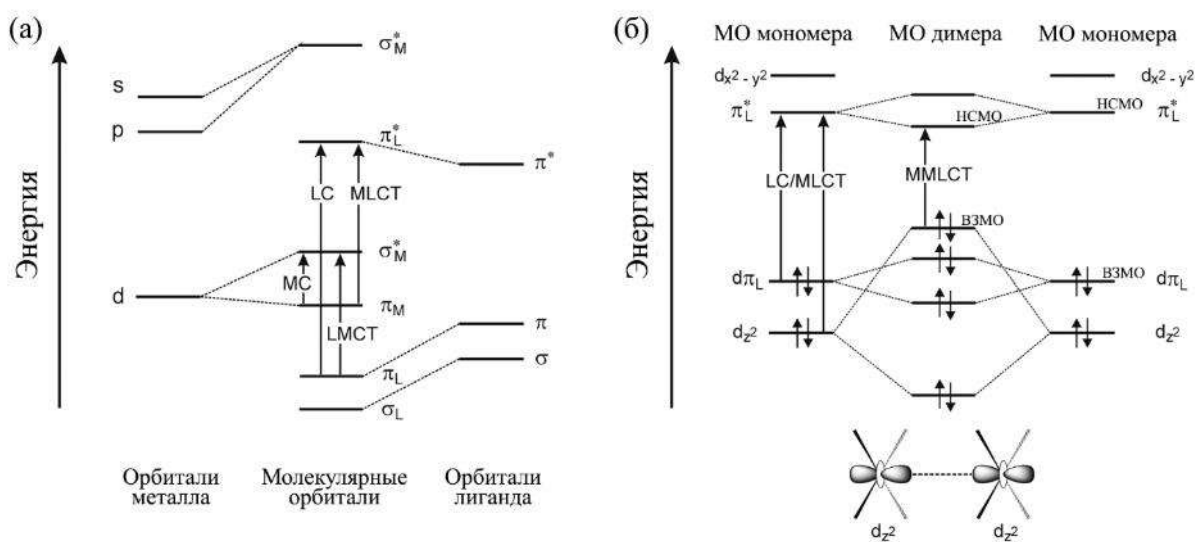 (а)
Энергия
s
p
d
σ*M
π*L
LC
MLCT
σ*M
MC
πM
LMCT
πL
σL
π*
π
σ
Орбитали
металла
Молекулярные
орбитали
Орбитали
лиганда
(б)
Энергия
МО мономера
МО димера
МО мономера
dx² - y²
dx² - y²
π*L
НСМО
НСМО
π*L
LC/MLCT
MMLCT
ВЗМО
dπL
ВЗМО
dπL
dz²
dz²
dz²
dz²